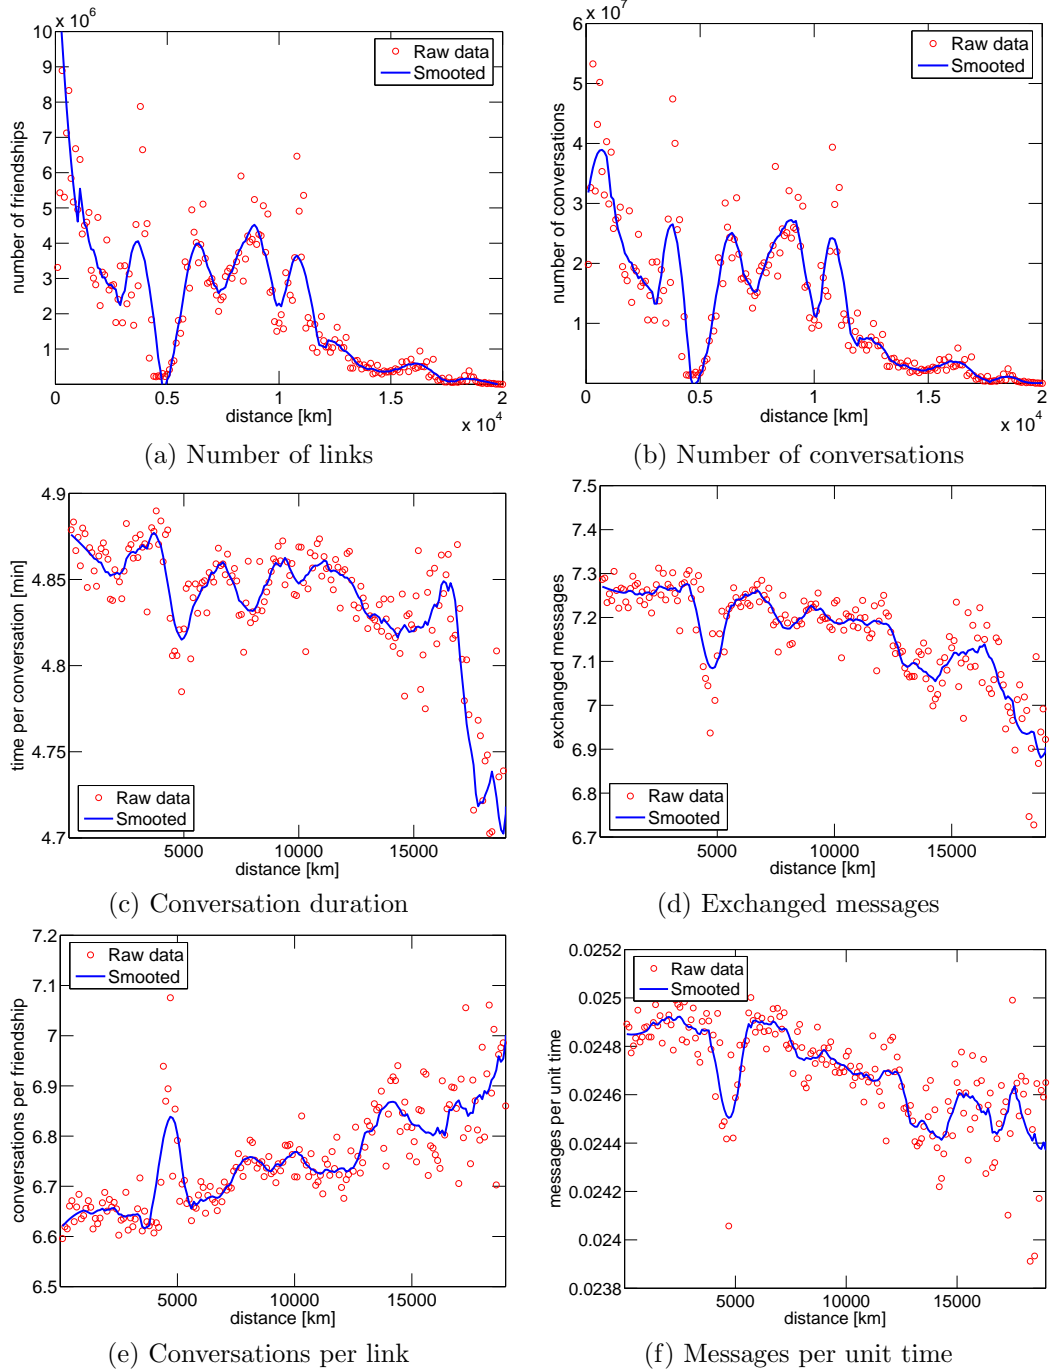 x 10^6
10
9
8
7
6
5
4
3
2
1
0 0.5 1 1.5 2
x 10^4
number of friendships
distance [km]
Raw data
Smooted
(a) Number of links
x 10^7
6
5
4
3
2
1
0 0.5 1 1.5 2
x 10^4
number of conversations
distance [km]
Raw data
Smooted
(b) Number of conversations
4.9
4.85
4.8
4.75
4.7
5000 10000 15000
time per conversation [min]
distance [km]
Raw data
Smooted
(c) Conversation duration
7.5
7.4
7.3
7.2
7.1
7
6.9
6.8
6.7
5000 10000 15000
exchanged messages
distance [km]
Raw data
Smooted
(d) Exchanged messages
7.2
7.1
7
6.9
6.8
6.7
6.6
6.5
5000 10000 15000
conversations per friendship
distance [km]
Raw data
Smooted
(e) Conversations per link
0.0252
0.025
0.0248
0.0246
0.0244
0.0242
0.024
0.0238
5000 10000 15000
messages per unit time
distance [km]
Raw data
Smooted
(f) Messages per unit time